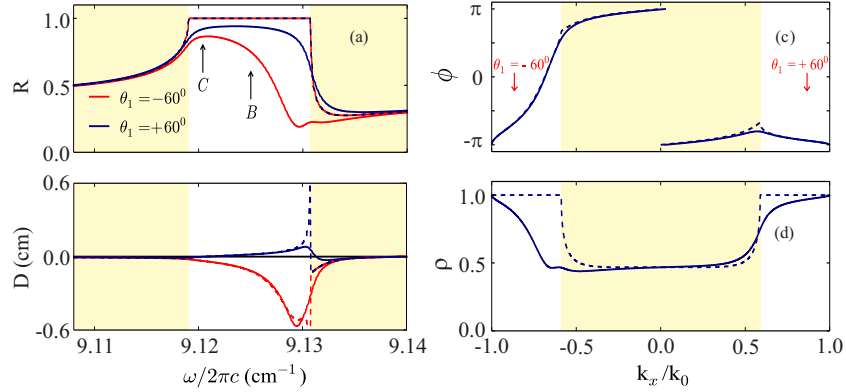 1.0
R
0.5
0.0
(a)
C
B
θ₁=−60⁰
θ₁=+60⁰
0.6
D (cm)
0.0
-0.6
9.11
9.12
9.13
9.14
ω/2πc (cm⁻¹)
π
ϕ
0
-π
(c)
θ₁ = - 60⁰
θ₁ = + 60⁰
1.0
ρ
0.5
0.0
(d)
-1.0
-0.5
0.0
0.5
1.0
kₓ/k₀